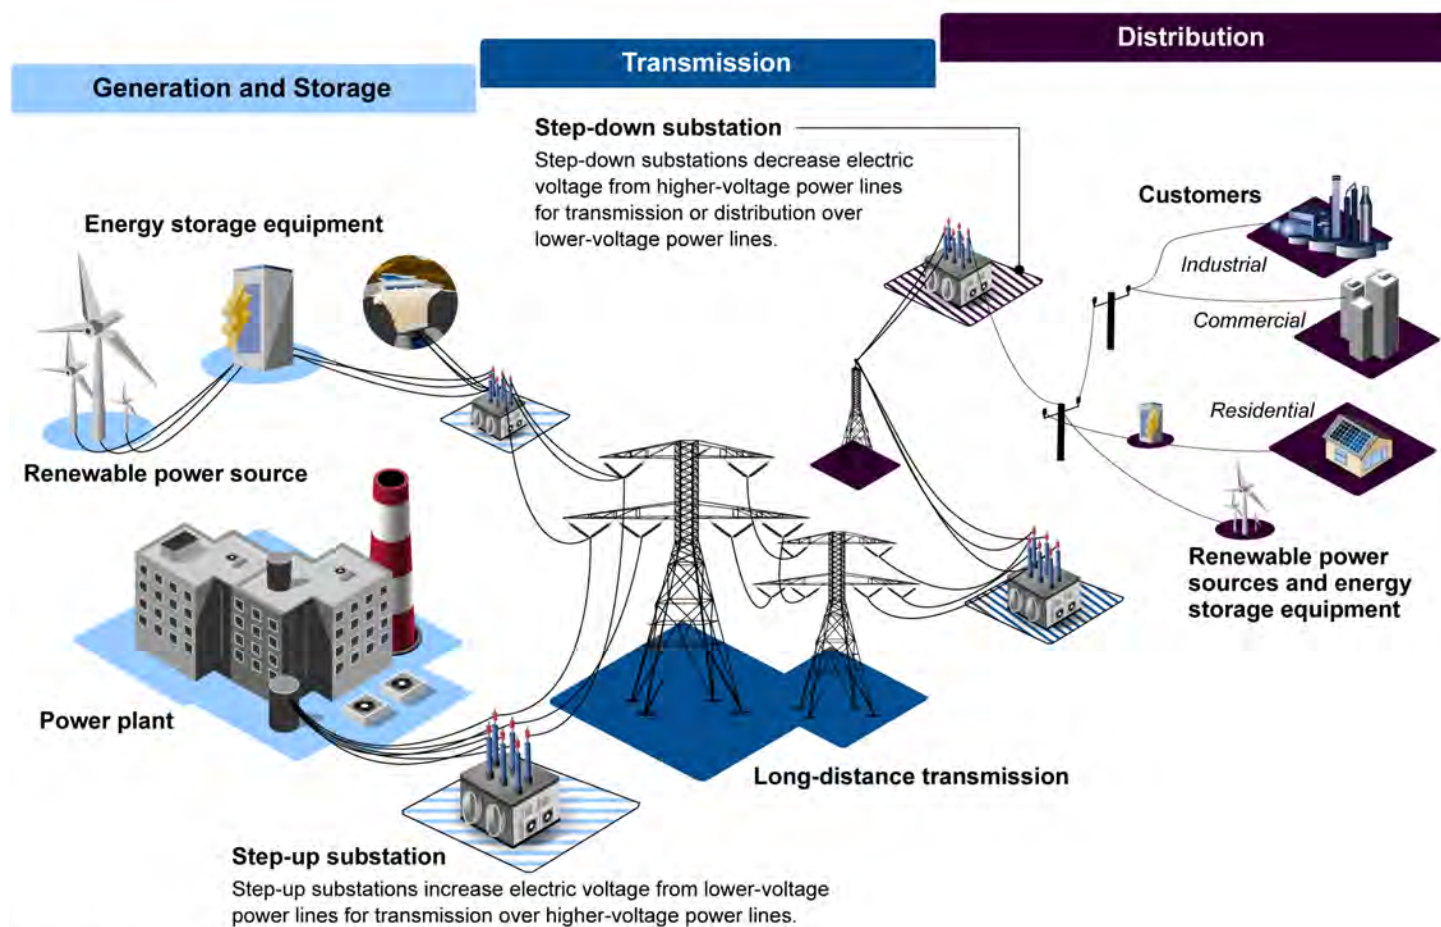 Generation and Storage
Transmission
Distribution
Step-down substation
Step-down substations decrease electric
voltage from higher-voltage power lines
for transmission or distribution over
lower-voltage power lines.
Customers
Energy storage equipment
Industrial
Commercial
Residential
Renewable power source
Renewable power
sources and energy
storage equipment
Power plant
Long-distance transmission
Step-up substation
Step-up substations increase electric voltage from lower-voltage
power lines for transmission over higher-voltage power lines.